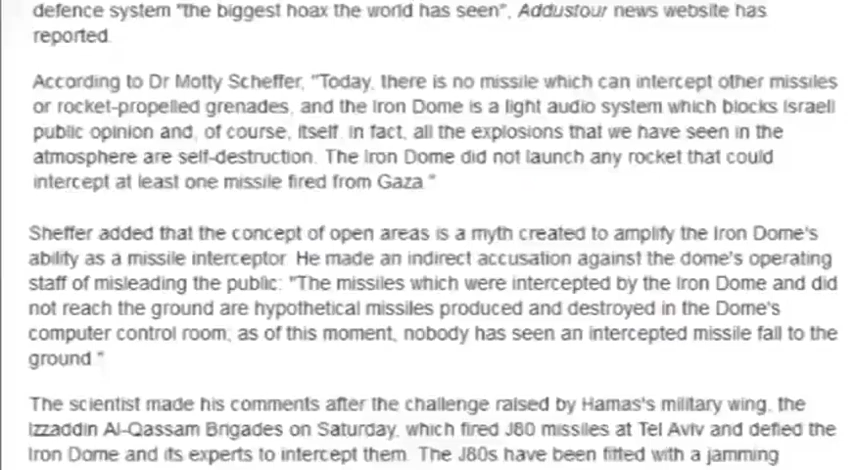 defence system "the biggest hoax the world has seen", Addustour news website has
reported.
According to Dr Motty Scheffer, "Today, there is no missile which can intercept other missiles
or rocket-propelled grenades, and the Iron Dome is a light audio system which blocks Israeli
public opinion and, of course, itself. In fact, all the explosions that we have seen in the
atmosphere are self-destruction. The Iron Dome did not launch any rocket that could
intercept at least one missile fired from Gaza."
Sheffer added that the concept of open areas is a myth created to amplify the Iron Dome's
ability as a missile interceptor. He made an indirect accusation against the dome's operating
staff of misleading the public: "The missiles which were intercepted by the Iron Dome and did
not reach the ground are hypothetical missiles produced and destroyed in the Dome's
computer control room; as of this moment, nobody has seen an intercepted missile fall to the
ground."
The scientist made his comments after the challenge raised by Hamas's military wing, the
Izzaddin Al-Qassam Brigades on Saturday, which fired J80 missiles at Tel Aviv and defied the
Iron Dome and its experts to intercept them. The J80s have been fitted with a jamming